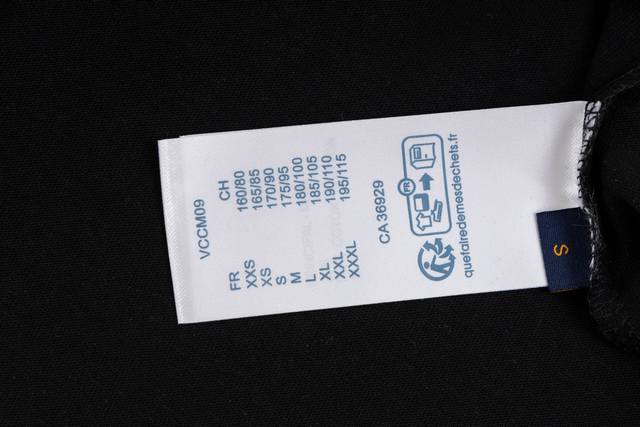 VCCM09
FR CH
XXS 160/80
XS 165/85
S 170/90
M 175/95
L 180/100
XL 185/105
XXL 190/110
XXXL 195/115
CA 36929
FR
quefairedemesdechets.fr
S